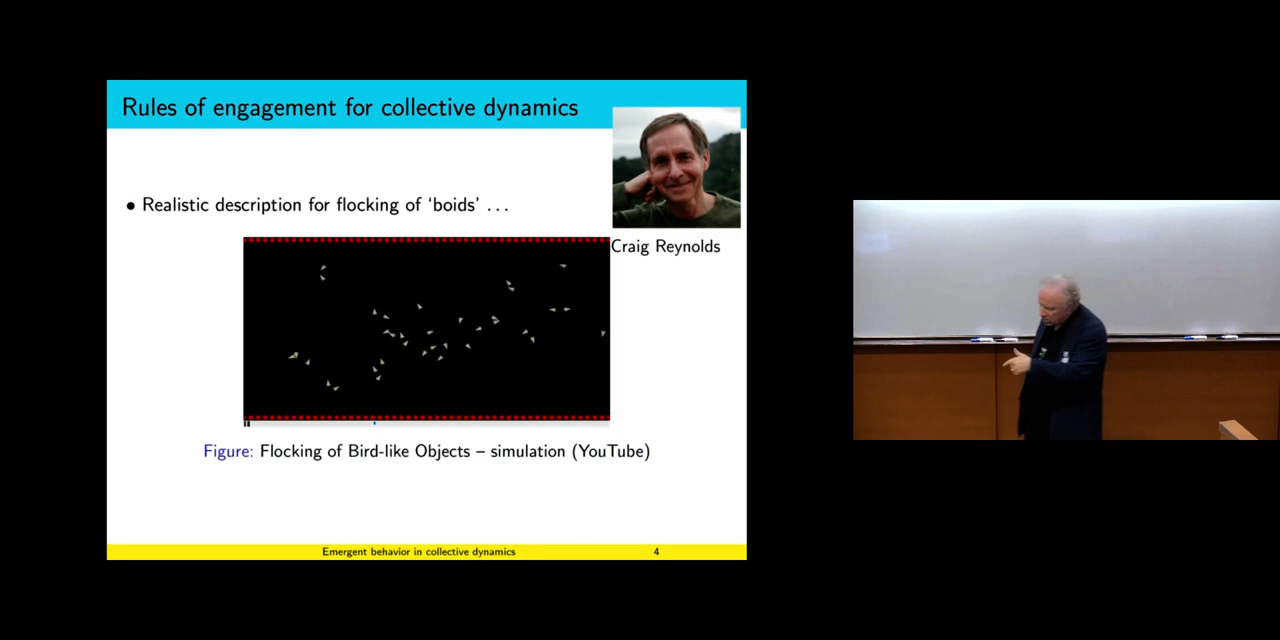 Rules of engagement for collective dynamics
• Realistic description for flocking of ‘boids’ . . .
Craig Reynolds
Figure: Flocking of Bird-like Objects – simulation (YouTube)
Emergent behavior in collective dynamics 4